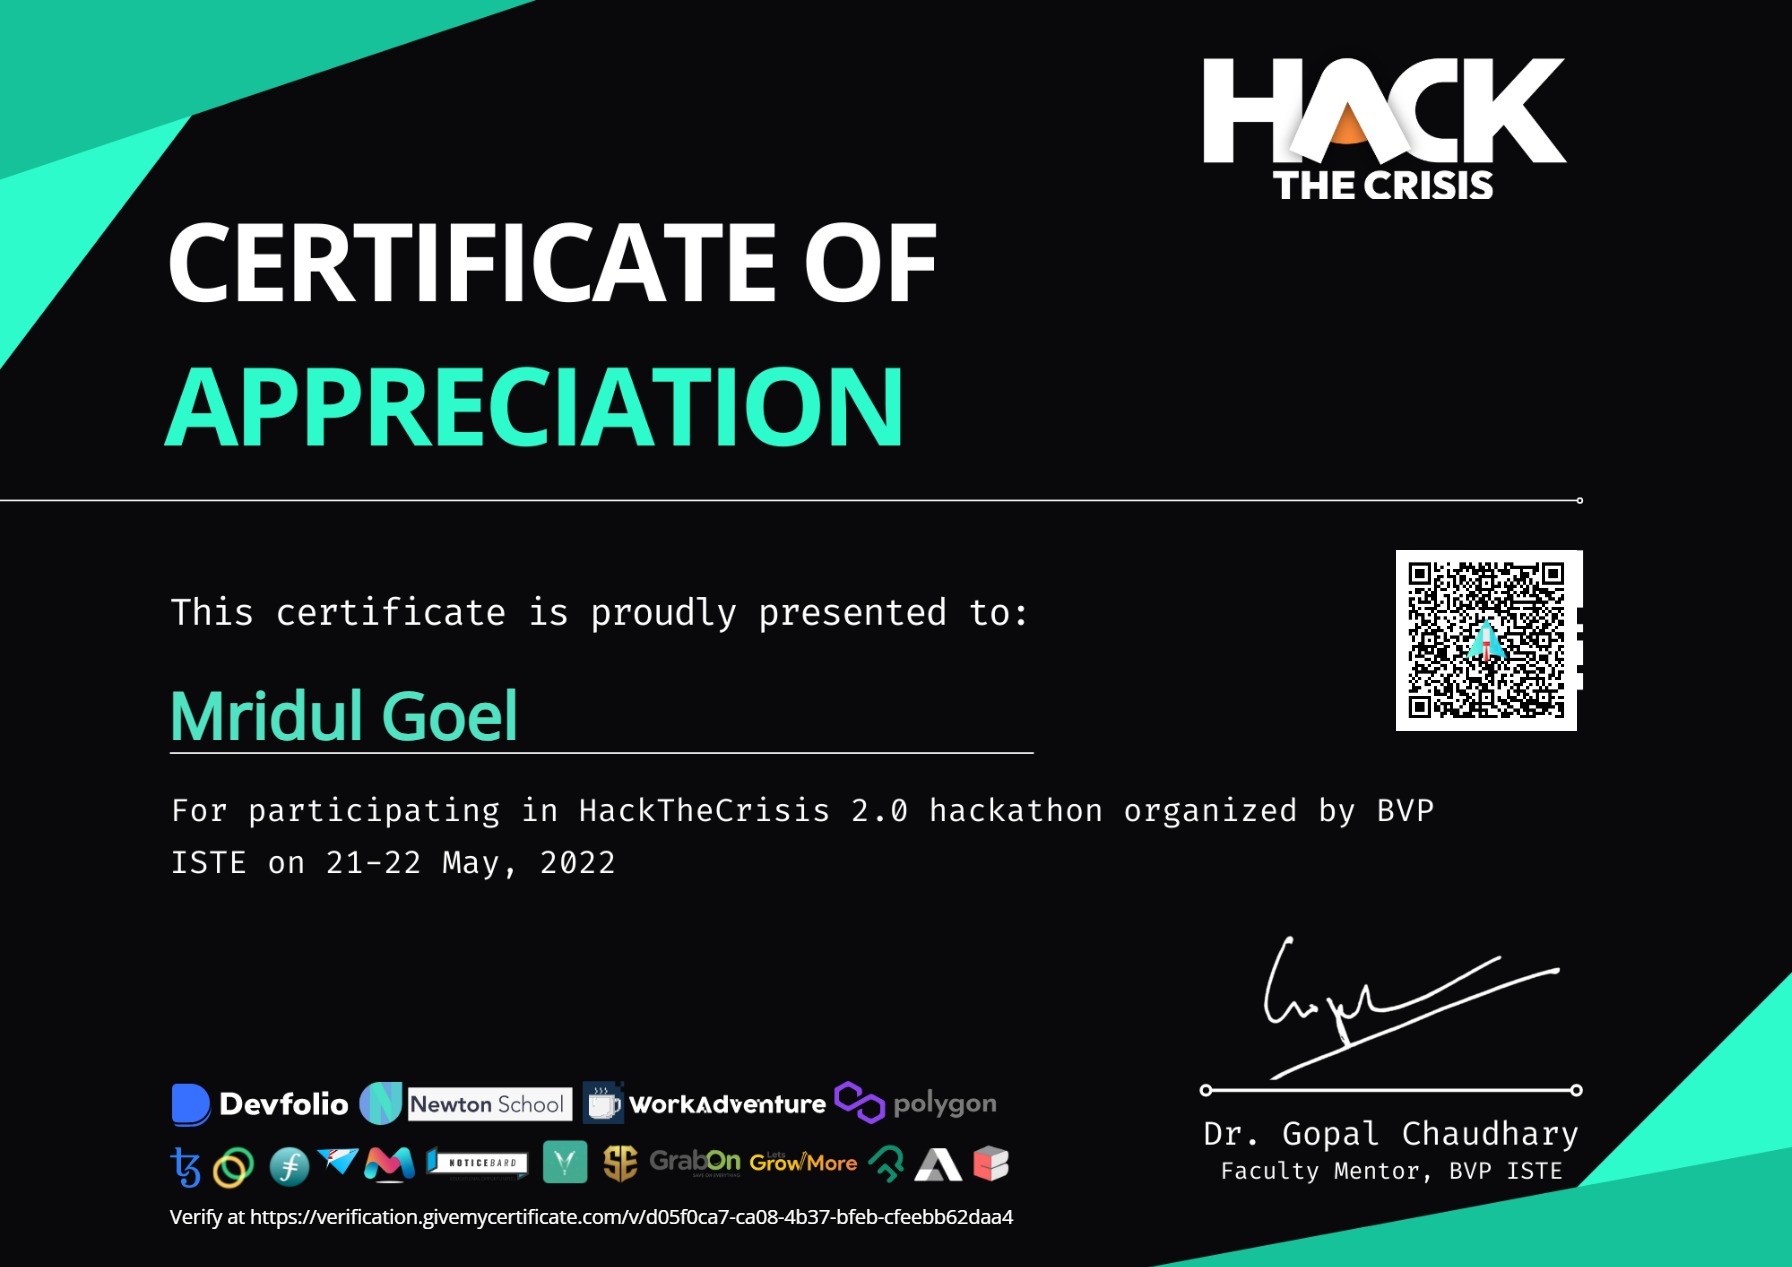 HACK
THE CRISIS
CERTIFICATE OF
APPRECIATION
This certificate is proudly presented to:
Mridul Goel
For participating in HackTheCrisis 2.0 hackathon organized by BVP
ISTE on 21-22 May, 2022
Devfolio Newton School WorkAdventure polygon
NOTICEBARD GrabOn Lets Grow More
Dr. Gopal Chaudhary
Faculty Mentor, BVP ISTE
Verify at https://verification.givemycertificate.com/v/d05f0ca7-ca08-4b37-bfeb-cfeebb62daa4